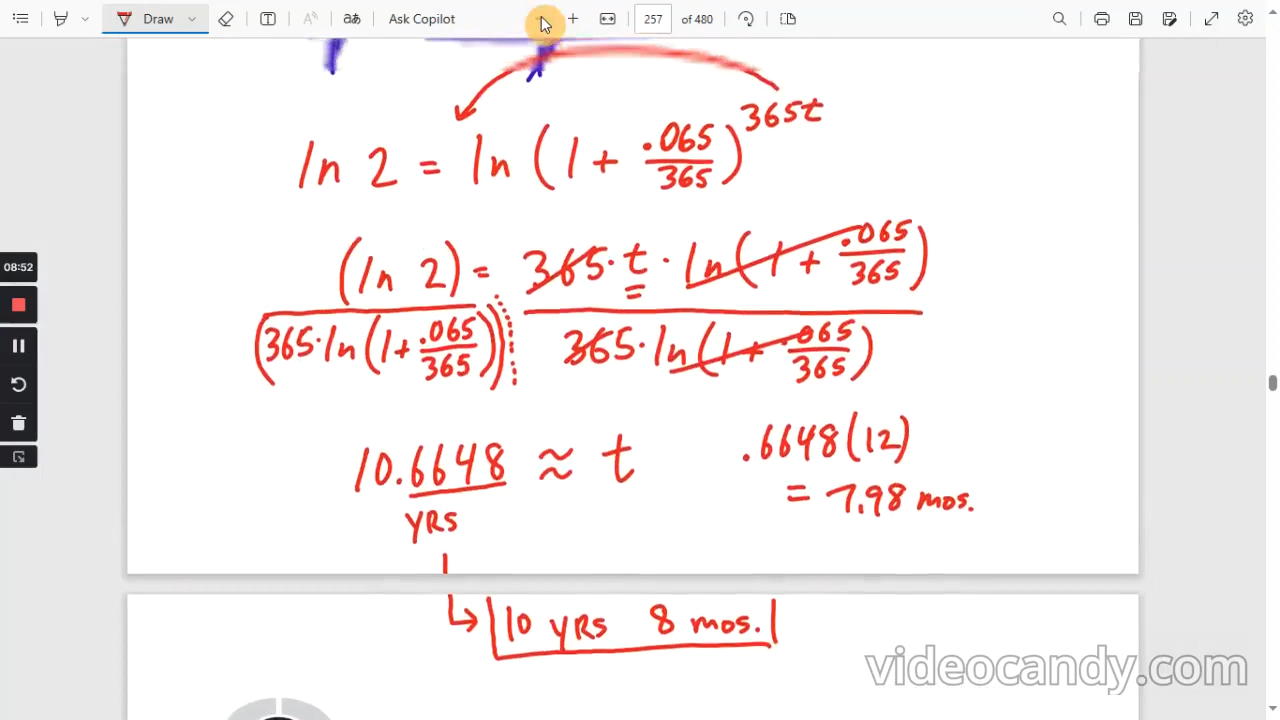 Draw Ask Copilot 257 of 480
ln 2 = ln (1 + .065/365)^365t
08:52
(ln 2) / (365·ln(1+.065/365)) = 365·t·ln(1+.065/365) / 365·ln(1+.065/365)
10.6648 ≈ t
.6648(12)
YRS
= 7.98 mos.
10 YRS 8 mos.
videocandy.com